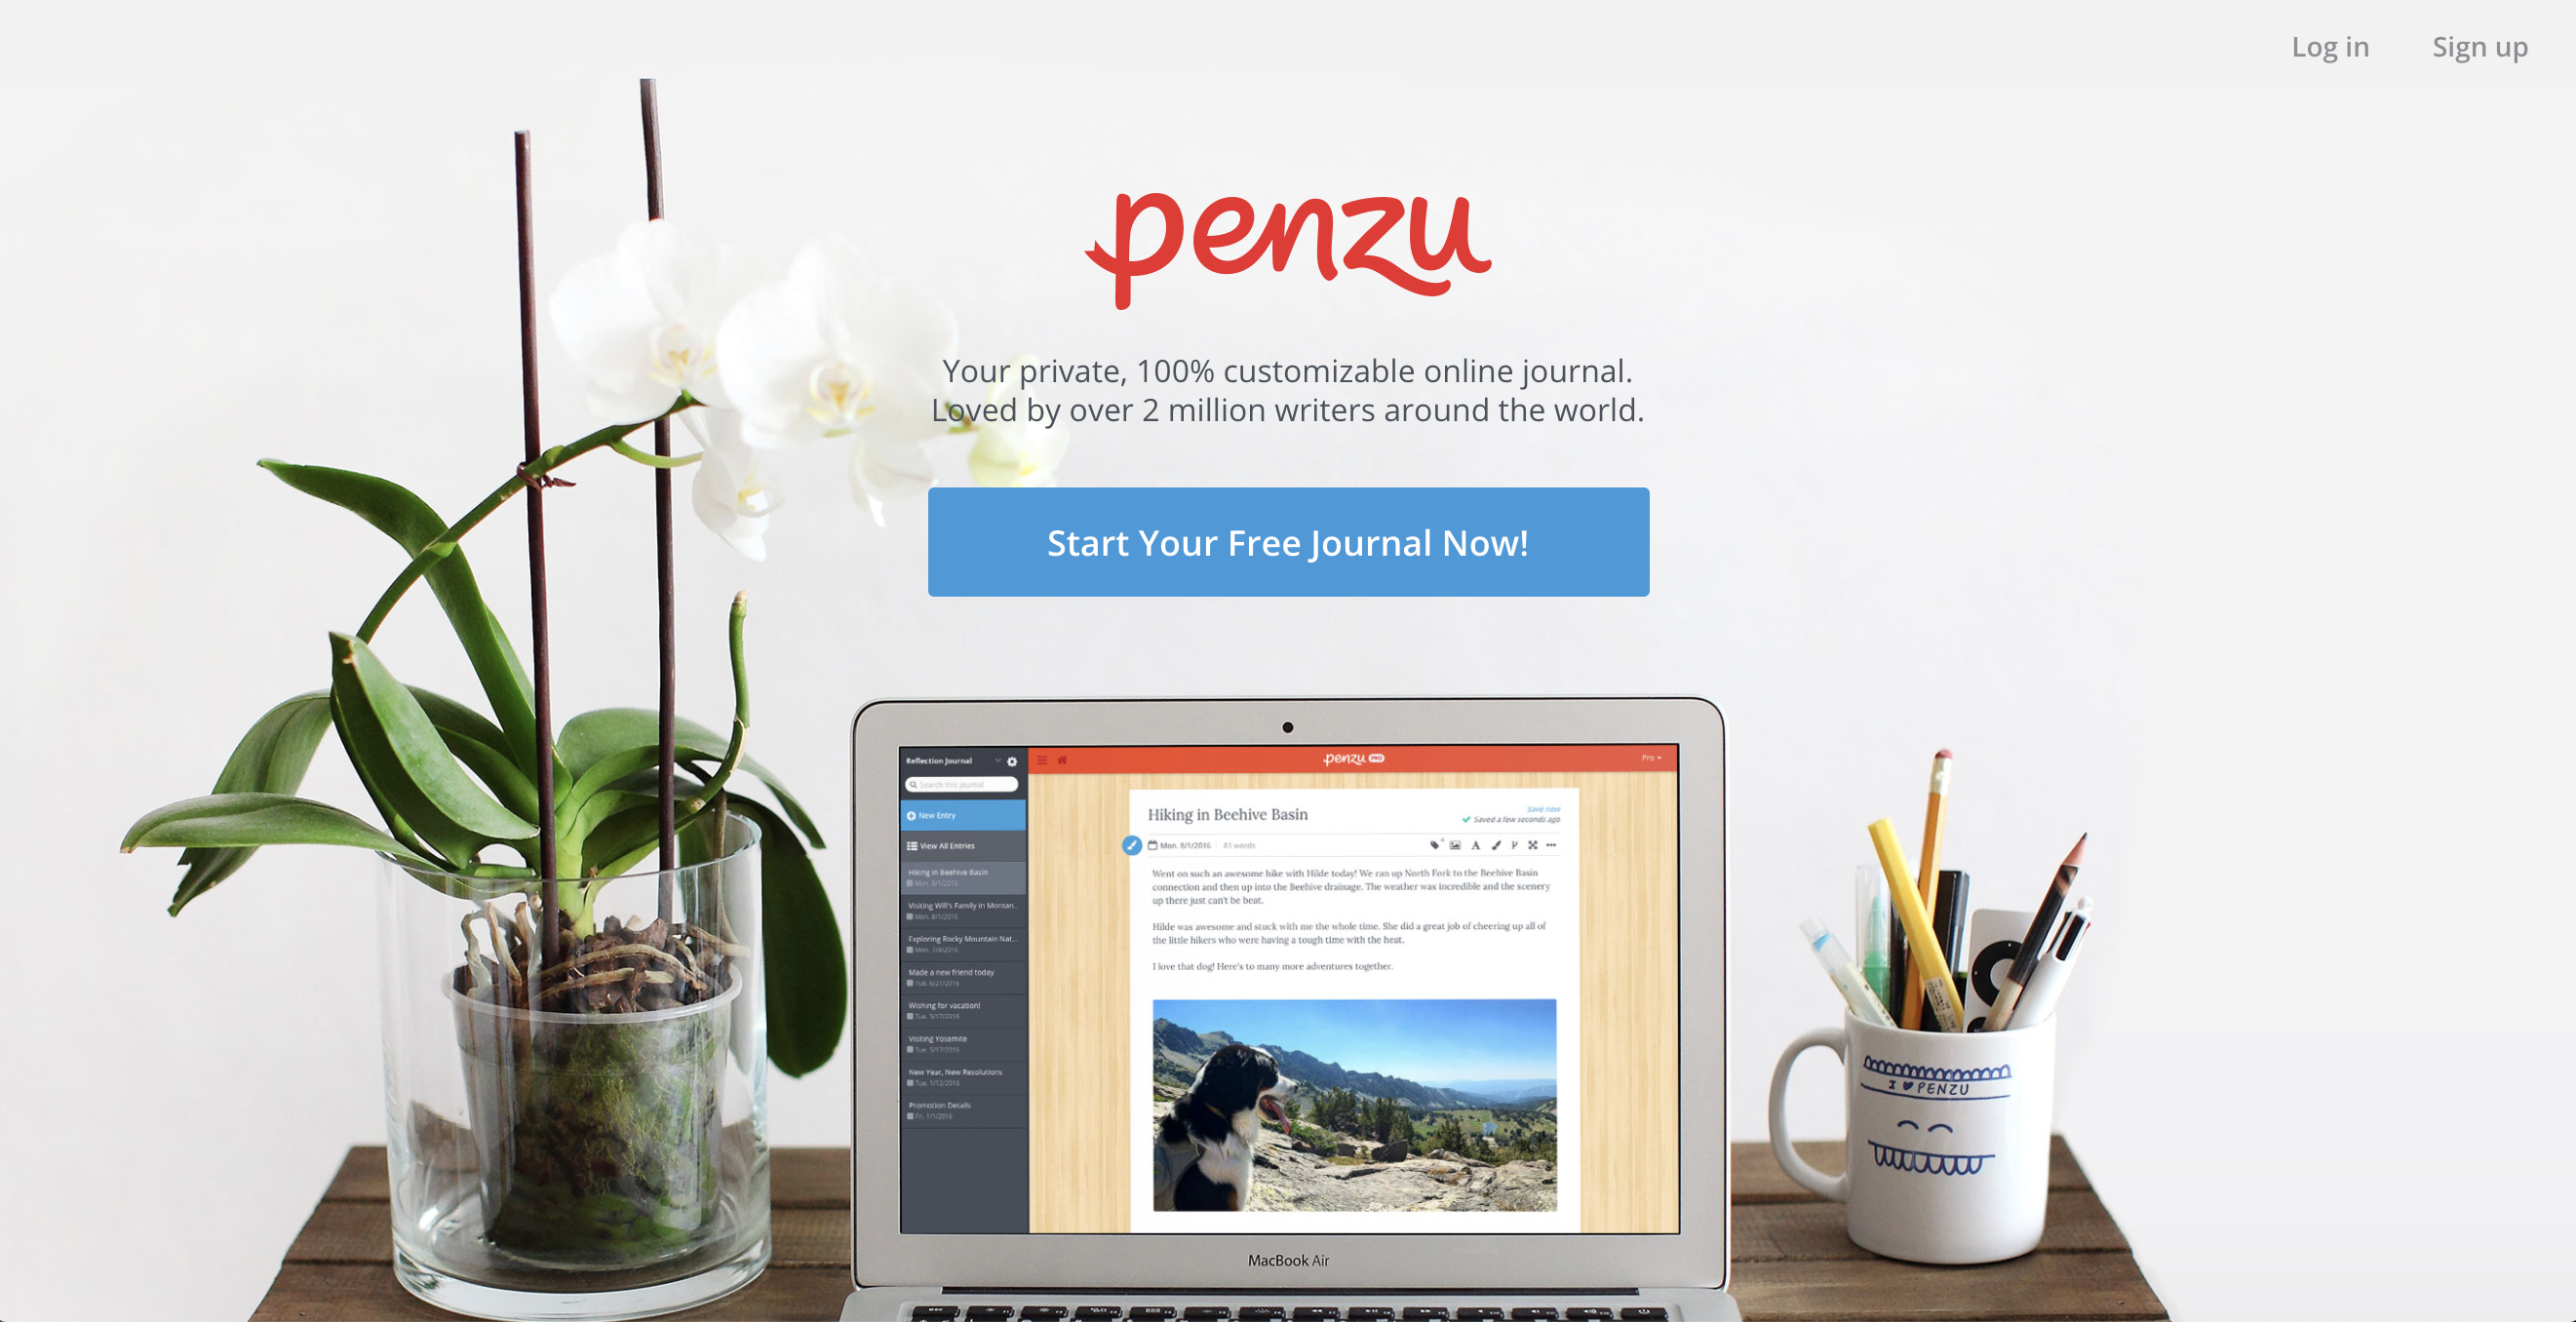 Log in
Sign up
penzu
Your private, 100% customizable online journal.
Loved by over 2 million writers around the world.
Start Your Free Journal Now!
Reflection Journal
Search this journal
New Entry
View All Entries
Hiking in Beehive Basin
Mon. 8/1/2016
Visiting Will's Family in Montan..
Mon. 8/1/2016
Exploring Rocky Mountain Nat...
Mon. 7/4/2016
Made a new friend today
Tue. 6/21/2016
Wishing for vacation!
Tue. 5/17/2016
Visiting Yosemite
Tue. 5/17/2016
New Year, New Resolutions
Tue. 1/12/2016
Promotion Details
Fri. 1/1/2016
penzu PRO
Pro
Hiking in Beehive Basin
Save now
Saved a few seconds ago
Mon. 8/1/2016
81 words
Went on such an awesome hike with Hilde today! We ran up North Fork to the Beehive Basin
connection and then up into the Beehive drainage. The weather was incredible and the scenery
up there just can't be beat.
Hilde was awesome and stuck with me the whole time. She did a great job of cheering up all of
the little hikers who were having a tough time with the heat.
I love that dog! Here's to many more adventures together.
MacBook Air
I ♥ PENZU